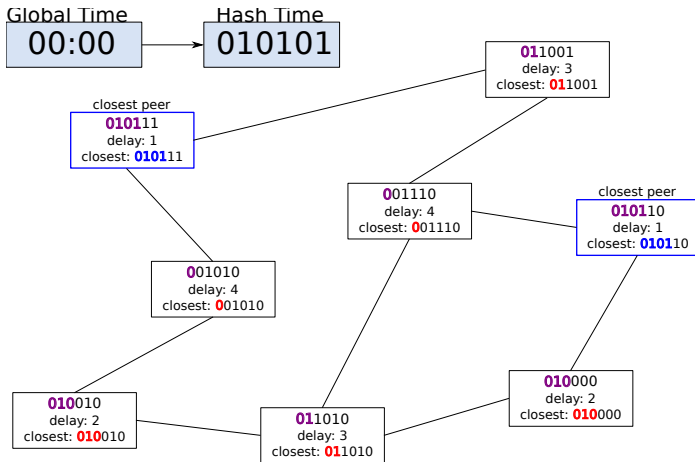 Global Time
Hash Time
00:00
010101
011001
delay: 3
closest: 011001
closest peer
010111
delay: 1
closest: 010111
001110
delay: 4
closest: 001110
closest peer
010110
delay: 1
closest: 010110
001010
delay: 4
closest: 001010
010000
delay: 2
closest: 010000
010010
delay: 2
closest: 010010
011010
delay: 3
closest: 011010